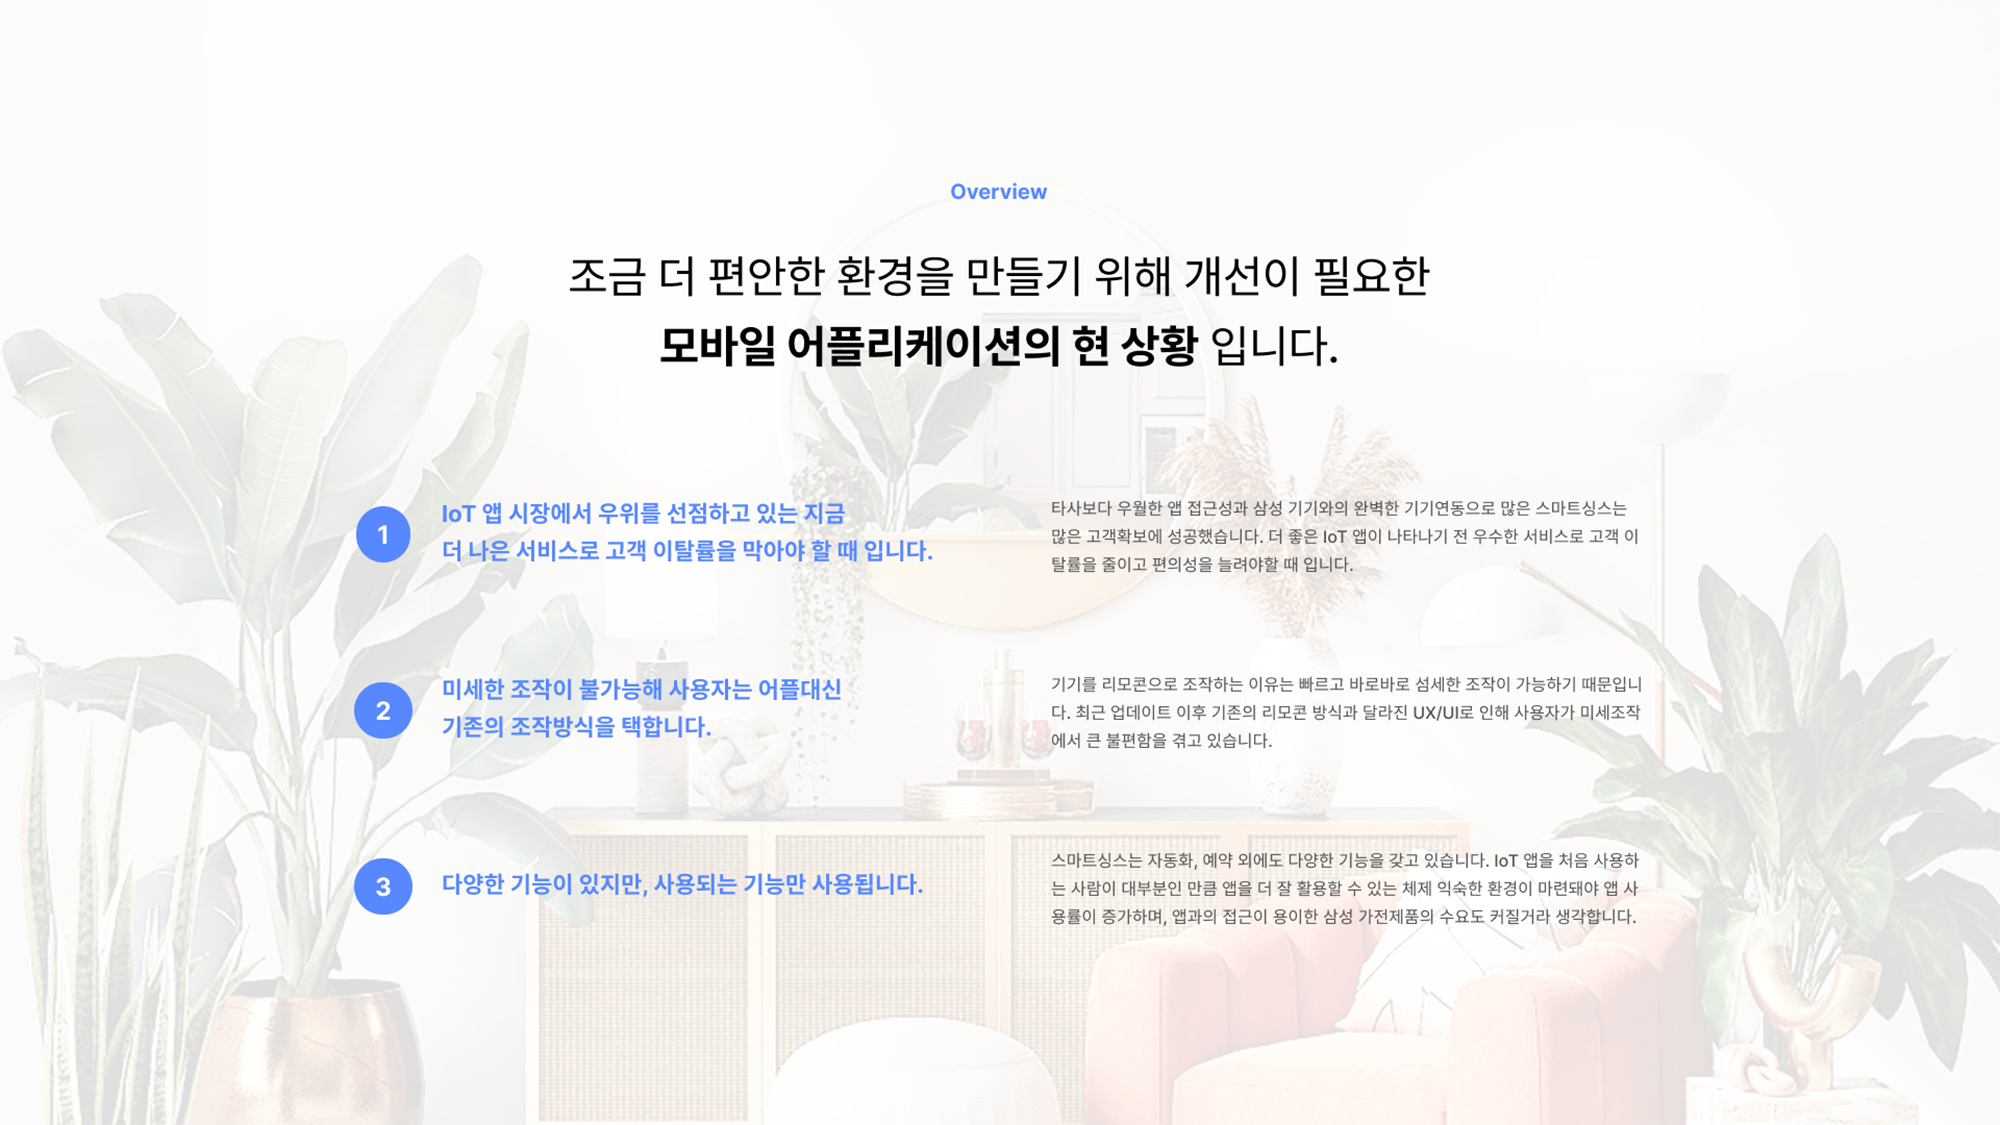 Overview
조금 더 편안한 환경을 만들기 위해 개선이 필요한
모바일 어플리케이션의 현 상황 입니다.
1
IoT 앱 시장에서 우위를 선점하고 있는 지금
더 나은 서비스로 고객 이탈률을 막아야 할 때 입니다.
타사보다 우월한 앱 접근성과 삼성 기기와의 완벽한 기기연동으로 많은 스마트싱스는
많은 고객확보에 성공했습니다. 더 좋은 IoT 앱이 나타나기 전 우수한 서비스로 고객 이
탈률을 줄이고 편의성을 늘려야할 때 입니다.
2
미세한 조작이 불가능해 사용자는 어플대신
기존의 조작방식을 택합니다.
기기를 리모콘으로 조작하는 이유는 빠르고 바로바로 섬세한 조작이 가능하기 때문입니
다. 최근 업데이트 이후 기존의 리모콘 방식과 달라진 UX/UI로 인해 사용자가 미세조작
에서 큰 불편함을 겪고 있습니다.
3
다양한 기능이 있지만, 사용되는 기능만 사용됩니다.
스마트싱스는 자동화, 예약 외에도 다양한 기능을 갖고 있습니다. IoT 앱을 처음 사용하
는 사람이 대부분인 만큼 앱을 더 잘 활용할 수 있는 체제 익숙한 환경이 마련돼야 앱 사
용률이 증가하며, 앱과의 접근이 용이한 삼성 가전제품의 수요도 커질거라 생각합니다.